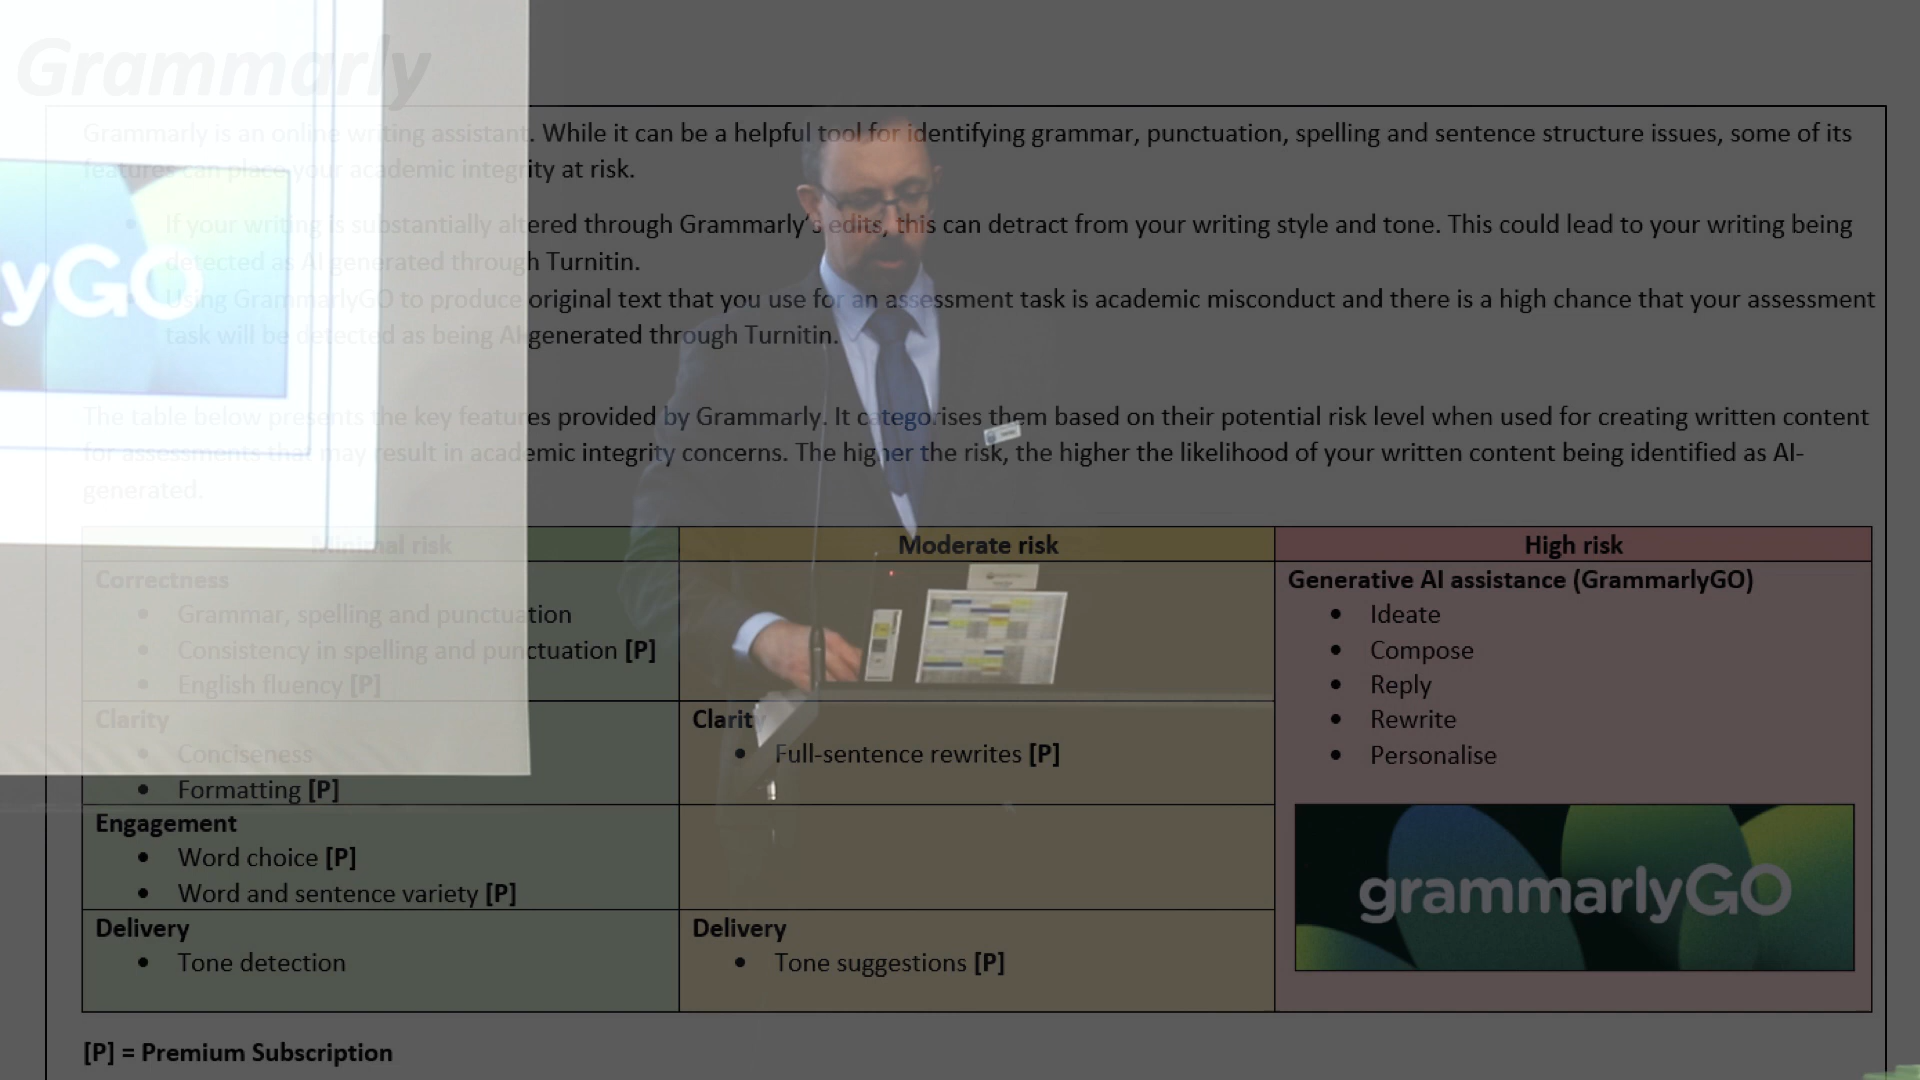 Grammarly
Grammarly is an online writing assistant. While it can be a helpful tool for identifying grammar, punctuation, spelling and sentence structure issues, some of its
features can place your academic integrity at risk.
• If your writing is substantially altered through Grammarly's edits, this can detract from your writing style and tone. This could lead to your writing being
detected as AI generated through Turnitin.
• Using GrammarlyGO to produce original text that you use for an assessment task is academic misconduct and there is a high chance that your assessment
task will be detected as being AI-generated through Turnitin.
yGO
The table below presents the key features provided by Grammarly. It categorises them based on their potential risk level when used for creating written content
for assessments that may result in academic integrity concerns. The higher the risk, the higher the likelihood of your written content being identified as AI-
generated.
Minimal risk
Correctness
• Grammar, spelling and punctuation
• Consistency in spelling and punctuation [P]
• English fluency [P]
Clarity
• Conciseness
• Formatting [P]
Engagement
• Word choice [P]
• Word and sentence variety [P]
Delivery
• Tone detection
Moderate risk
Clarity
• Full-sentence rewrites [P]
Delivery
• Tone suggestions [P]
High risk
Generative AI assistance (GrammarlyGO)
• Ideate
• Compose
• Reply
• Rewrite
• Personalise
grammarlyGO
[P] = Premium Subscription